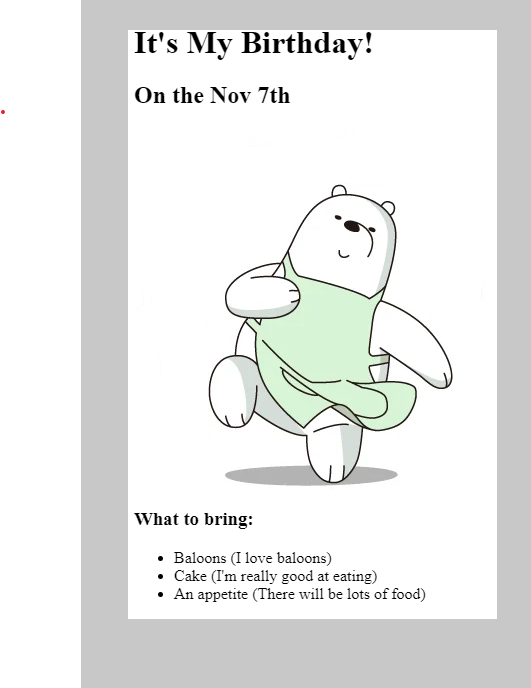 It's My Birthday!
On the Nov 7th
What to bring:
Baloons (I love baloons)
Cake (I'm really good at eating)
An appetite (There will be lots of food)